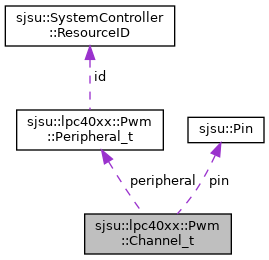 sjsu::SystemController
::ResourceID
id
sjsu::lpc40xx::Pwm
::Peripheral_t
sjsu::Pin
peripheral
pin
sjsu::lpc40xx::Pwm
::Channel_t